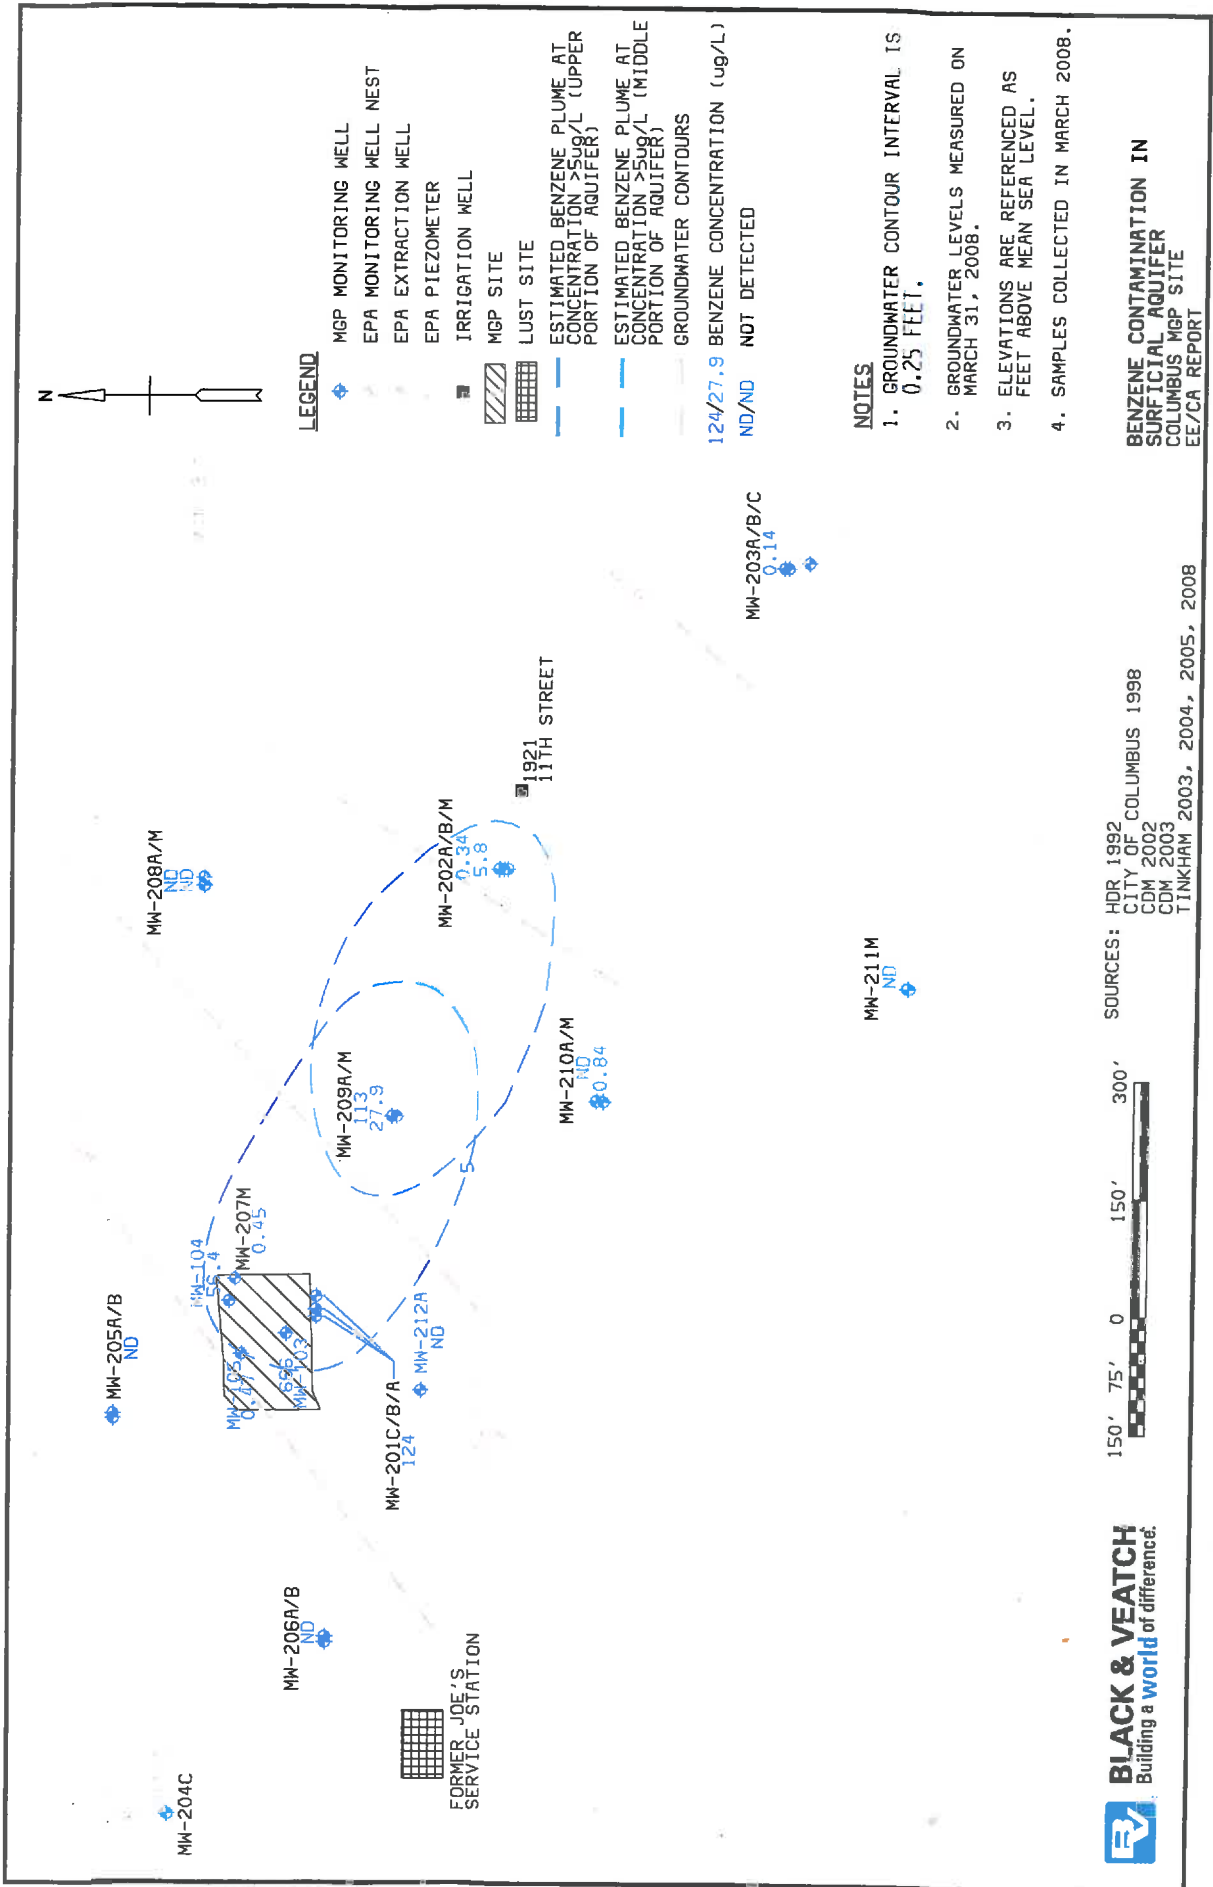 N
LEGEND
MGP MONITORING WELL
EPA MONITORING WELL NEST
EPA EXTRACTION WELL
EPA PIEZOMETER
IRRIGATION WELL
MGP SITE
LUST SITE
ESTIMATED BENZENE PLUME AT
CONCENTRATION >5ug/L (UPPER
PORTION OF AQUIFER)
ESTIMATED BENZENE PLUME AT
CONCENTRATION >5ug/L (MIDDLE
PORTION OF AQUIFER)
GROUNDWATER CONTOURS
124/27.9 BENZENE CONCENTRATION (ug/L)
ND/ND NOT DETECTED
NOTES
1. GROUNDWATER CONTOUR INTERVAL IS
0.25 FEET.
2. GROUNDWATER LEVELS MEASURED ON
MARCH 31, 2008.
3. ELEVATIONS ARE REFERENCED AS
FEET ABOVE MEAN SEA LEVEL.
4. SAMPLES COLLECTED IN MARCH 2008.
MW-204C
MW-206A/B
ND
FORMER JOE'S
SERVICE STATION
MW-205A/B
ND
MW-104
56.4
MW-207M
0.45
696
MW-103
MW-201C/B/A
124
MW-212A
ND
5
MW-209A/M
113
27.9
MW-208A/M
ND
ND
MW-202A/B/M
0.34
5.8
1921
11TH STREET
MW-210A/M
ND
0.84
MW-211M
ND
MW-203A/B/C
0.14
BLACK & VEATCH
Building a world of difference.
150' 75' 0 150' 300'
SOURCES: HDR 1992
CITY OF COLUMBUS 1998
CDM 2002
CDM 2003
TINKHAM 2003, 2004, 2005, 2008
BENZENE CONTAMINATION IN
SURFICIAL AQUIFER
COLUMBUS MGP SITE
EE/CA REPORT